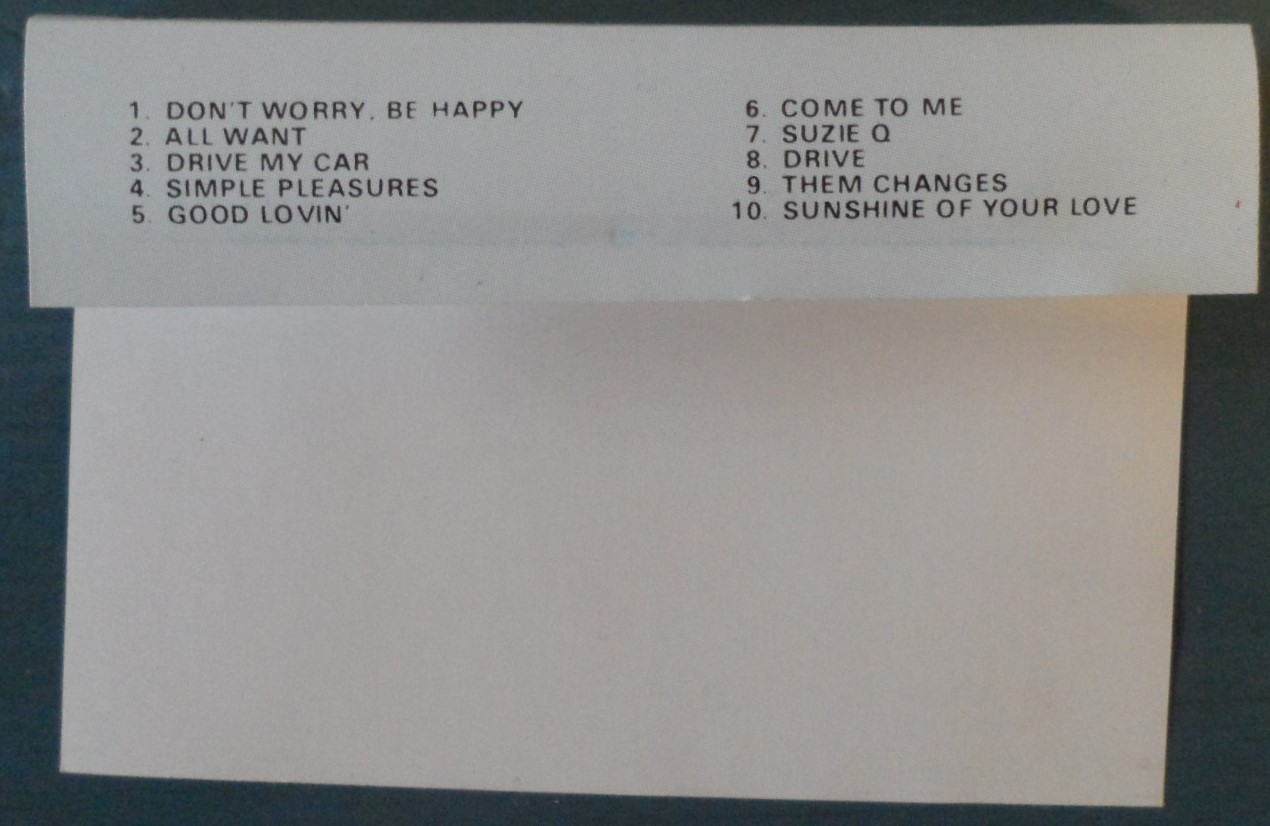 1. DON'T WORRY, BE HAPPY
2. ALL WANT
3. DRIVE MY CAR
4. SIMPLE PLEASURES
5. GOOD LOVIN'
6. COME TO ME
7. SUZIE Q
8. DRIVE
9. THEM CHANGES
10. SUNSHINE OF YOUR LOVE